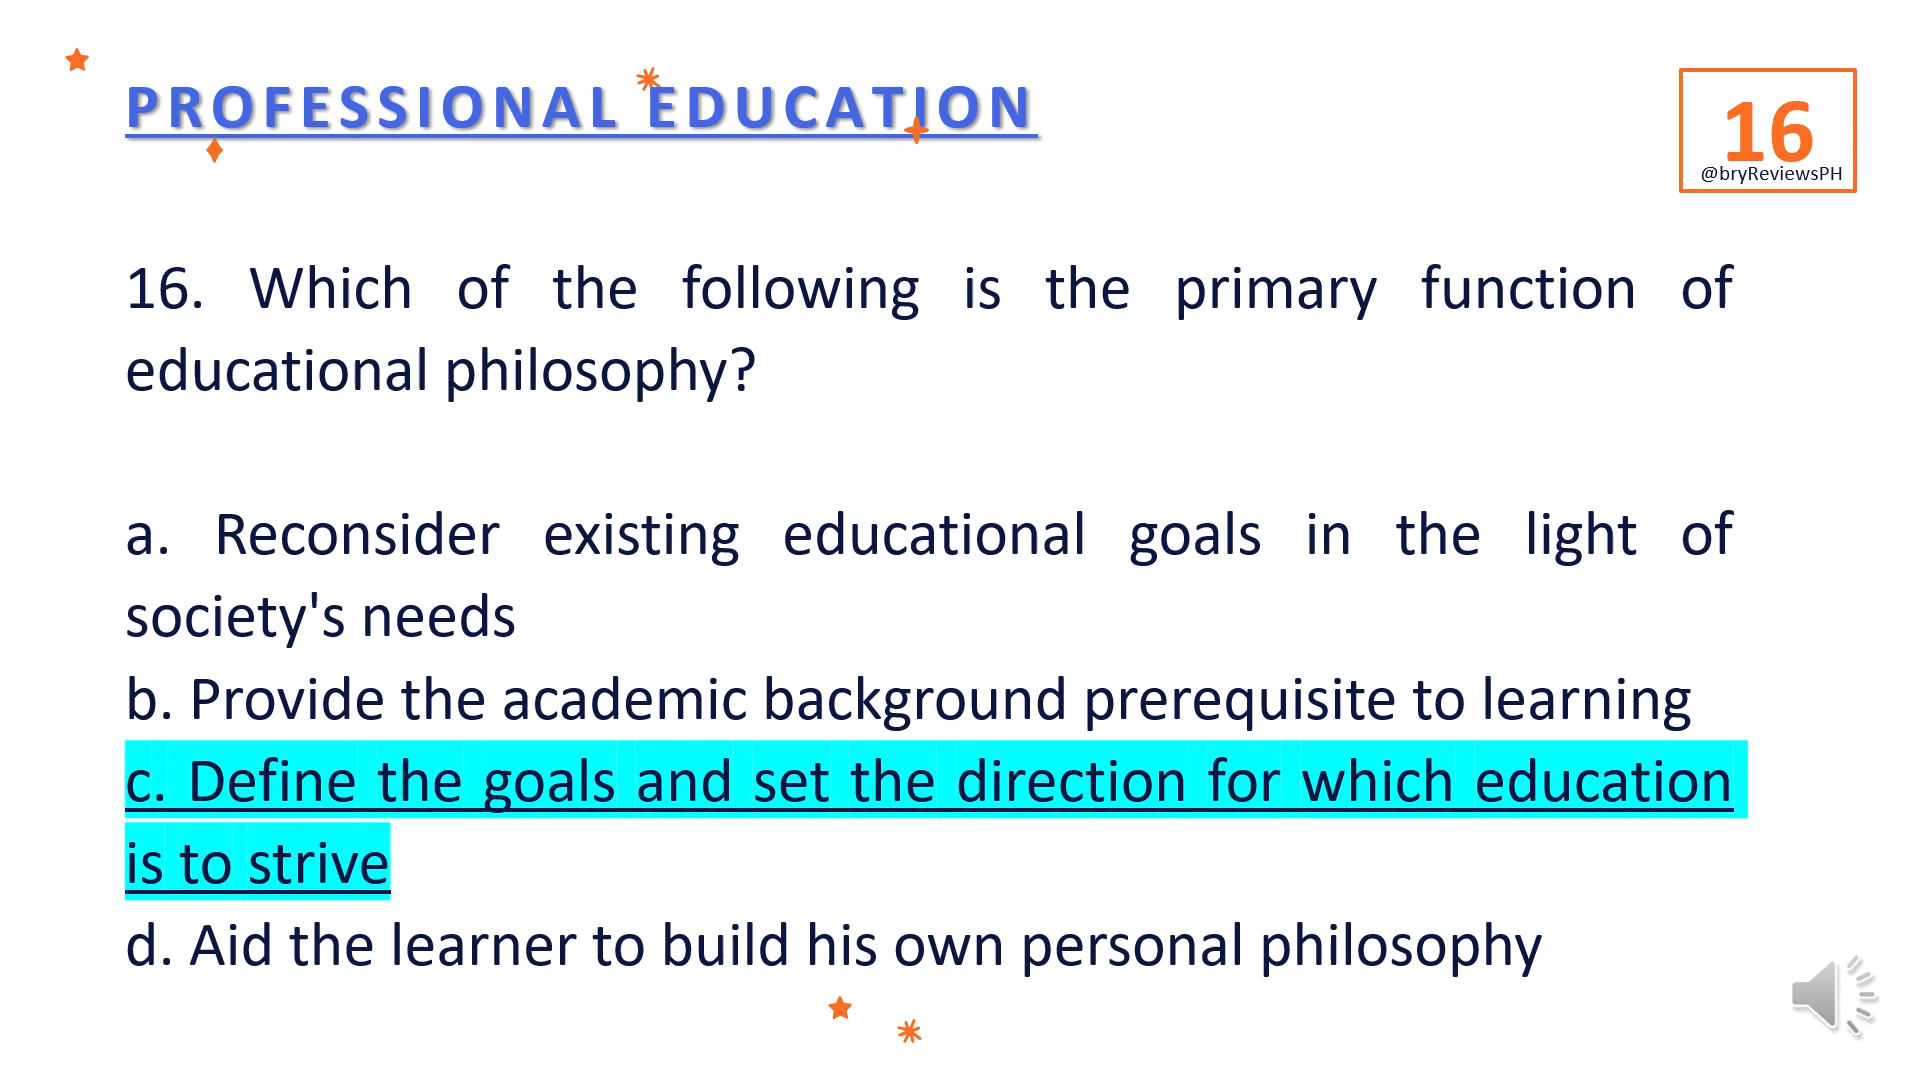 PROFESSIONAL EDUCATION
16
@bryReviewsPH
16. Which of the following is the primary function of
educational philosophy?
a. Reconsider existing educational goals in the light of
society's needs
b. Provide the academic background prerequisite to learning
c. Define the goals and set the direction for which education
is to strive
d. Aid the learner to build his own personal philosophy